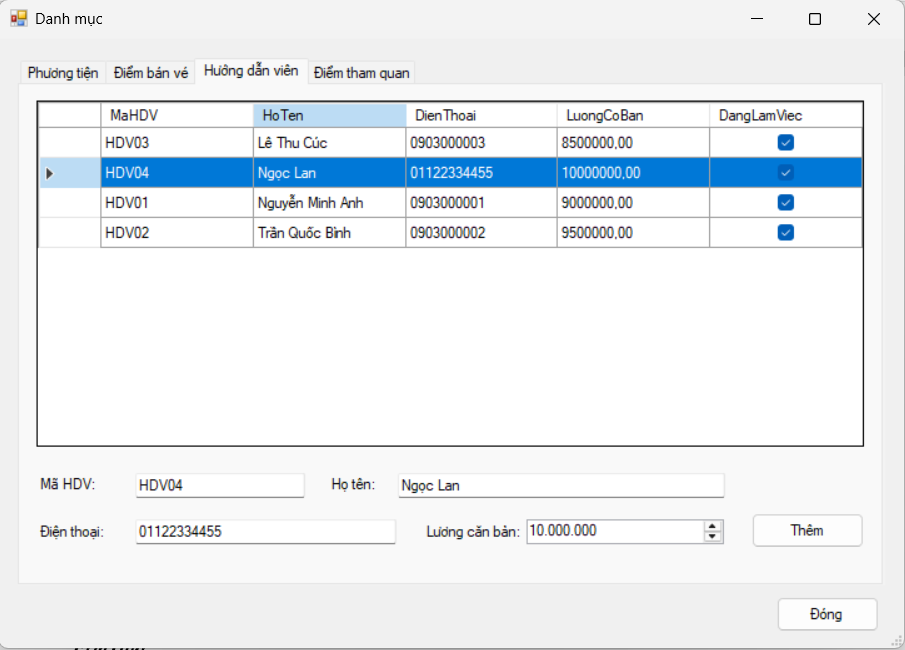 Danh mục
Phương tiện Điểm bán vé Hướng dẫn viên Điểm tham quan
MaHDV HoTen DienThoai LuongCoBan DangLamViec
HDV03 Lê Thu Cúc 0903000003 8500000,00
HDV04 Ngọc Lan 01122334455 10000000,00
HDV01 Nguyễn Minh Anh 0903000001 9000000,00
HDV02 Trần Quốc Bình 0903000002 9500000,00
Mã HDV: HDV04 Họ tên: Ngọc Lan
Điện thoại: 01122334455 Lương căn bản: 10.000.000 Thêm
Đóng